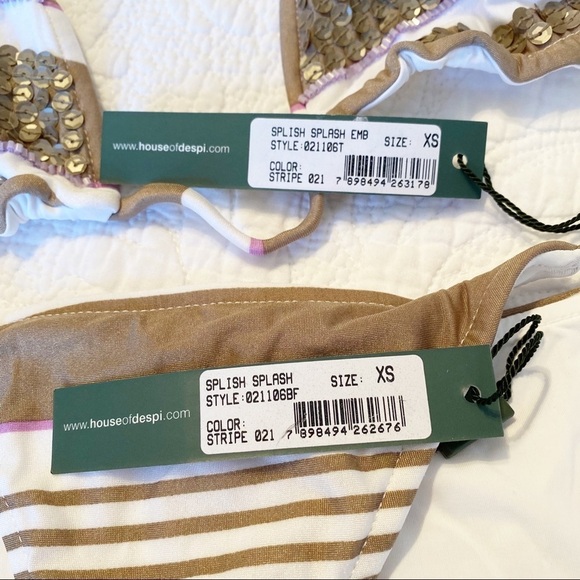 www.houseofdespi.com
SPLISH SPLASH EMB
STYLE:021106T SIZE: XS
COLOR:
STRIPE 021 7 898494 263178
www.houseofdespi.com
SPLISH SPLASH SIZE: XS
STYLE:021106BF
COLOR:
STRIPE 021 7 898494 262676